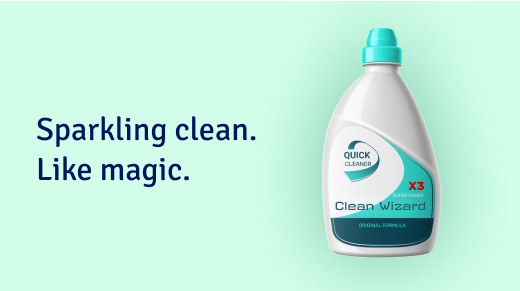 Sparkling clean.
Like magic.
QUICK
CLEANER
X3
SUPER POWER
Clean Wizard
ORIGINAL FORMULA